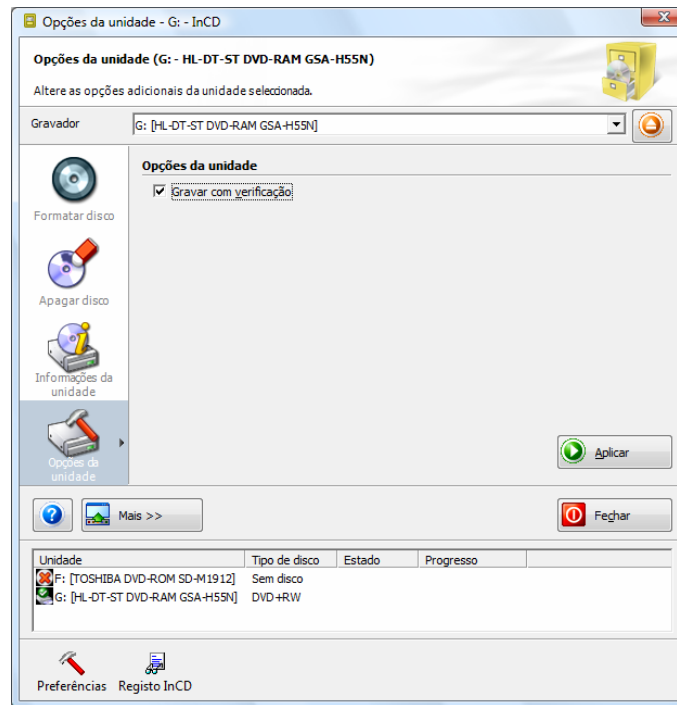 Opções da unidade - G: - InCD
Opções da unidade (G: - HL-DT-ST DVD-RAM GSA-H55N)
Altere as opções adicionais da unidade seleccionada.
Gravador
G: [HL-DT-ST DVD-RAM GSA-H55N]
Opções da unidade
Gravar com verificação
Formatar disco
Apagar disco
Informações da
unidade
Opções da
unidade
Aplicar
Mais >>
Fechar
Unidade Tipo de disco Estado Progresso
F: [TOSHIBA DVD-ROM SD-M1912] Sem disco
G: [HL-DT-ST DVD-RAM GSA-H55N] DVD+RW
Preferências Registo InCD